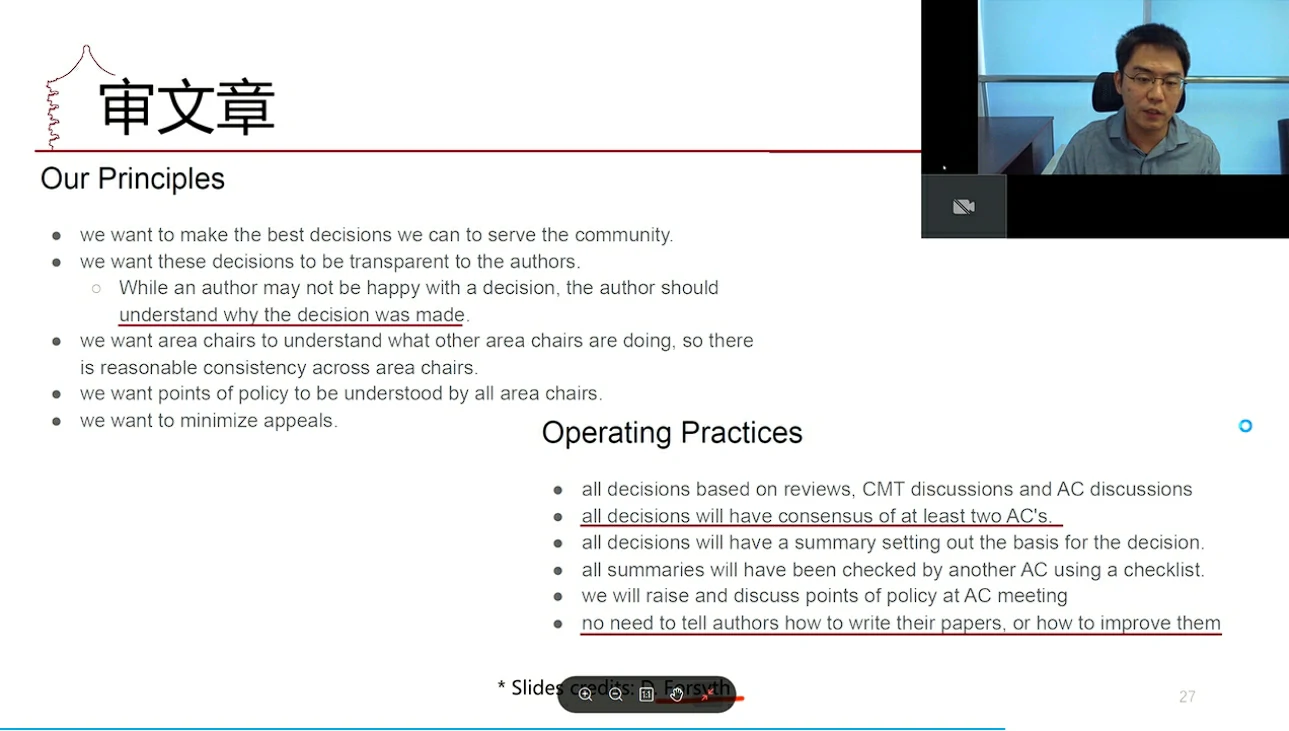 审文章
Our Principles
● we want to make the best decisions we can to serve the community.
● we want these decisions to be transparent to the authors.
○ While an author may not be happy with a decision, the author should
understand why the decision was made.
● we want area chairs to understand what other area chairs are doing, so there
is reasonable consistency across area chairs.
● we want points of policy to be understood by all area chairs.
● we want to minimize appeals.
Operating Practices
● all decisions based on reviews, CMT discussions and AC discussions
● all decisions will have consensus of at least two AC's.
● all decisions will have a summary setting out the basis for the decision.
● all summaries will have been checked by another AC using a checklist.
● we will raise and discuss points of policy at AC meeting
● no need to tell authors how to write their papers, or how to improve them
* Slides credits: D. Forsyth
1:1
27